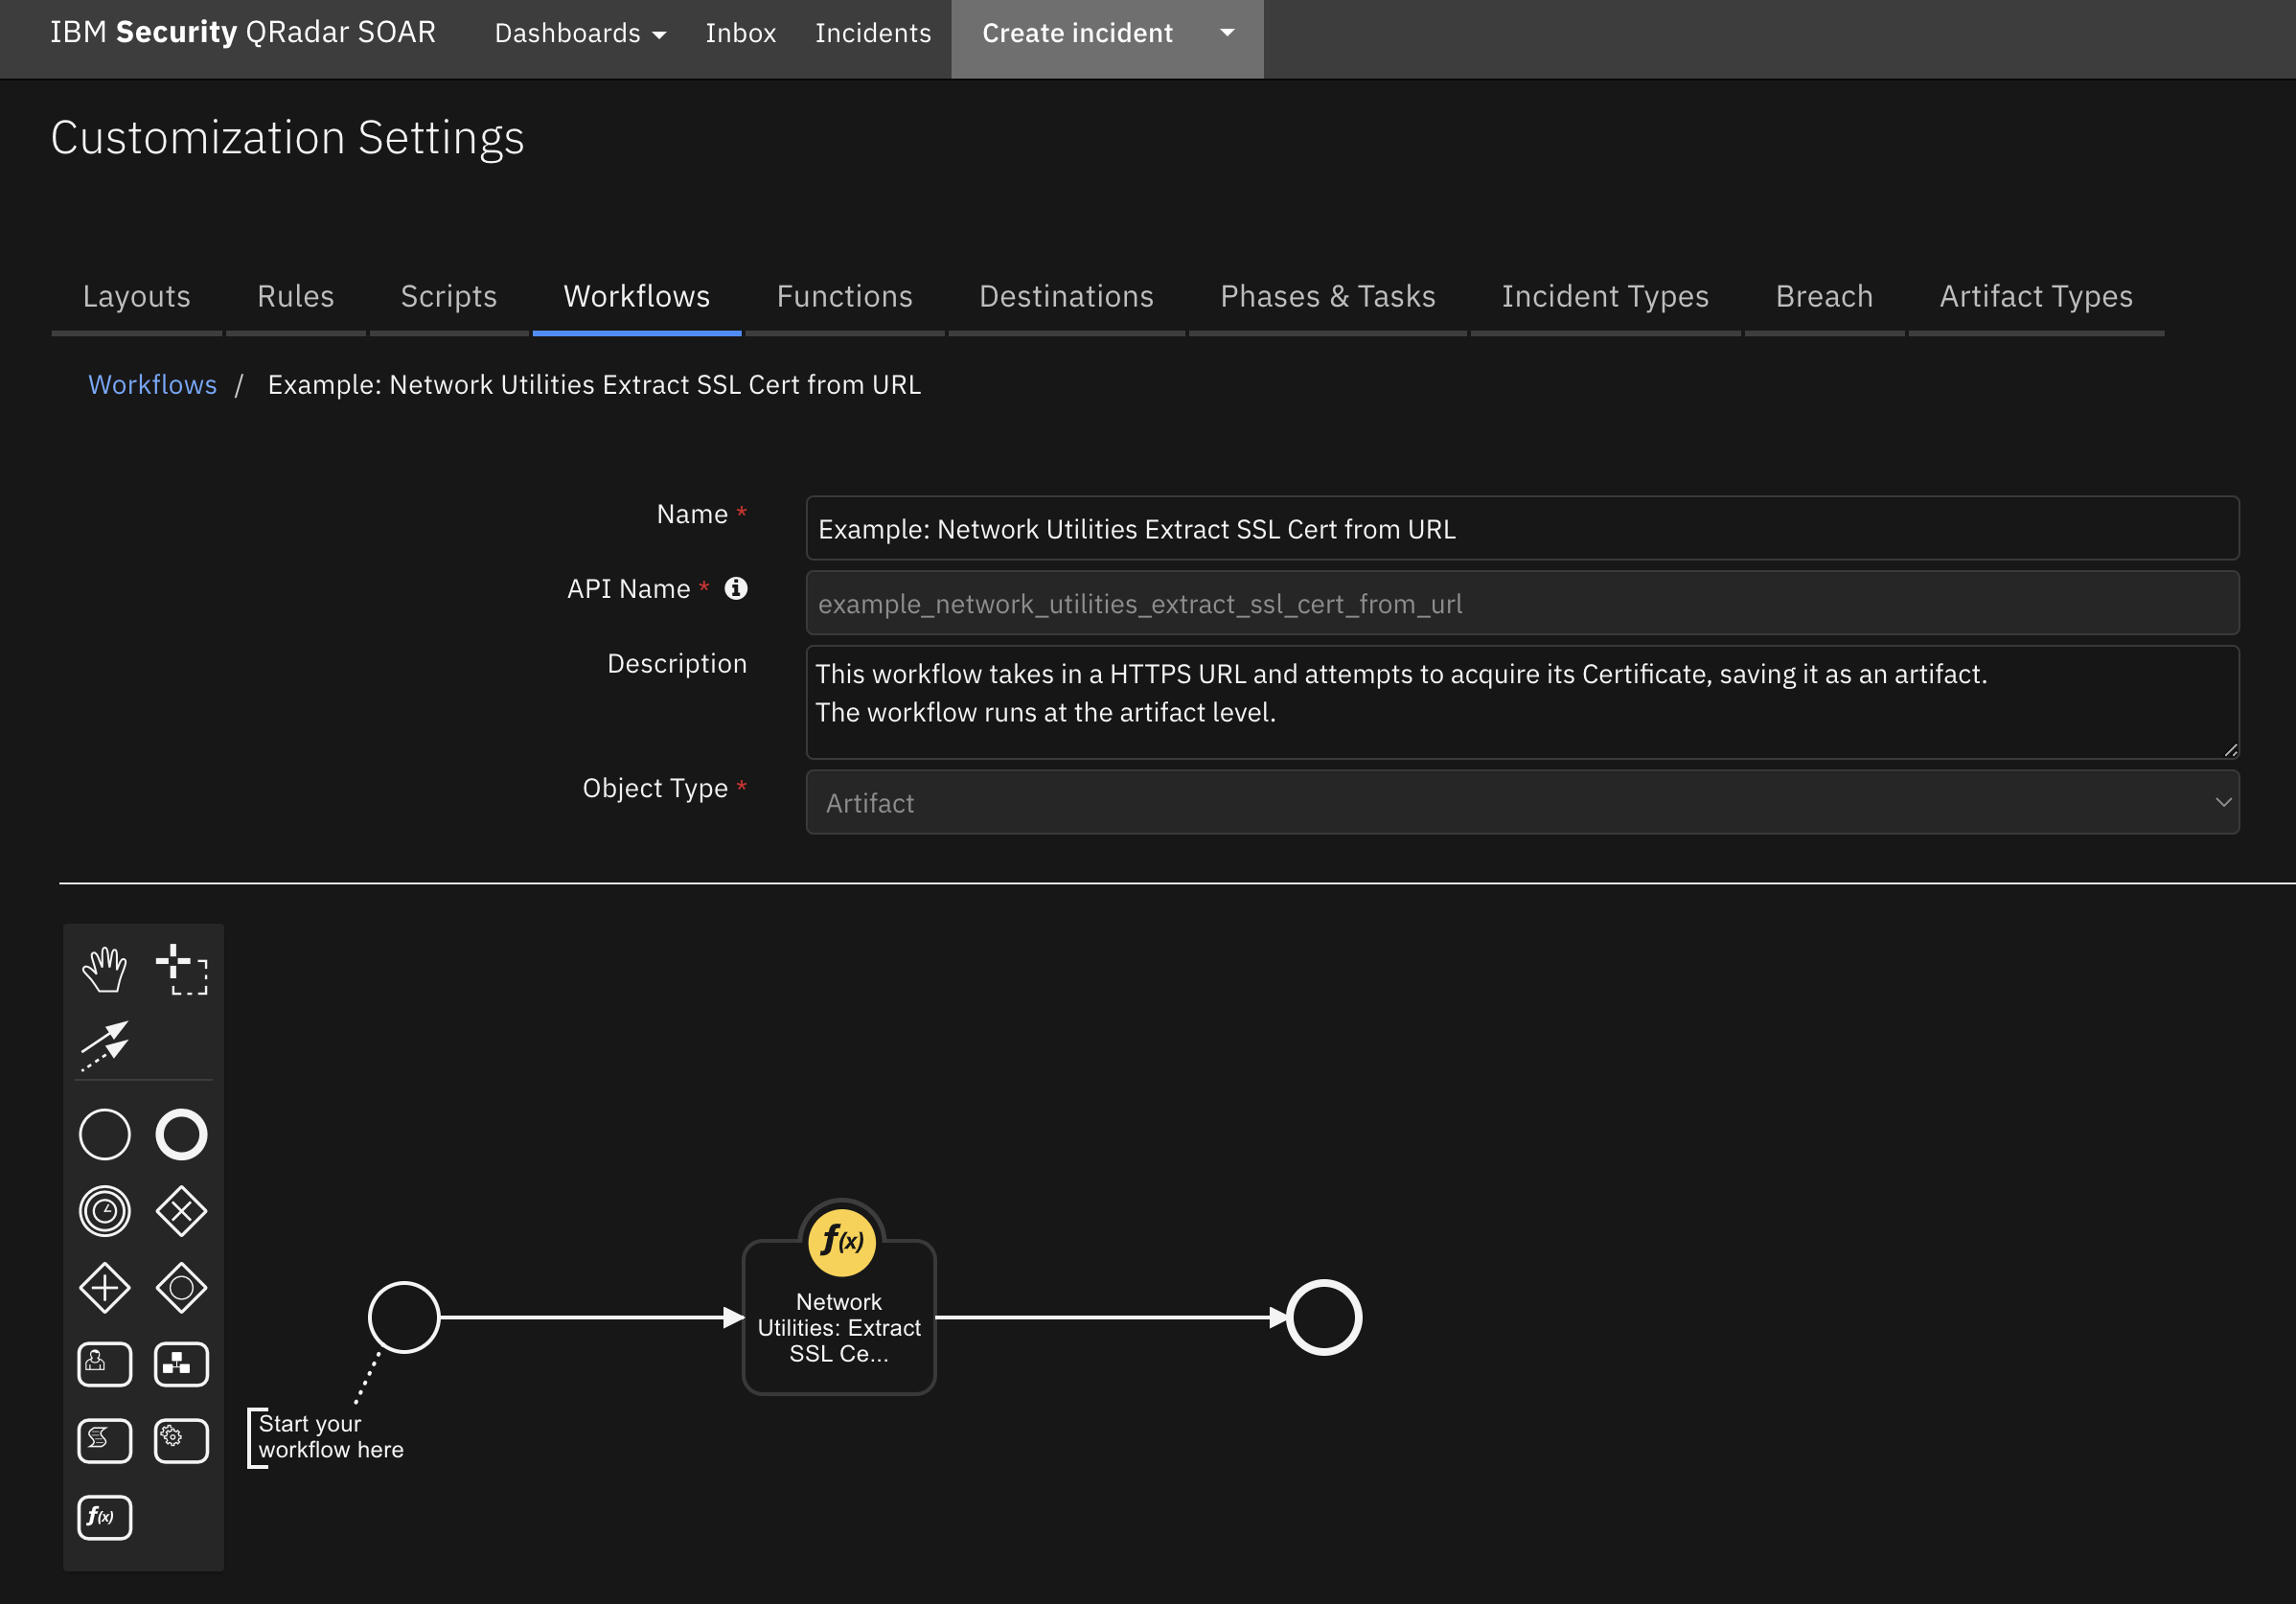 IBM Security QRadar SOAR Dashboards Inbox Incidents Create incident
Customization Settings
Layouts Rules Scripts Workflows Functions Destinations Phases & Tasks Incident Types Breach Artifact Types
Workflows / Example: Network Utilities Extract SSL Cert from URL
Name * Example: Network Utilities Extract SSL Cert from URL
API Name * example_network_utilities_extract_ssl_cert_from_url
Description This workflow takes in a HTTPS URL and attempts to acquire its Certificate, saving it as an artifact.
The workflow runs at the artifact level.
Object Type * Artifact
f(x)
Network
Utilities: Extract
SSL Ce...
Start your
workflow here
f(x)